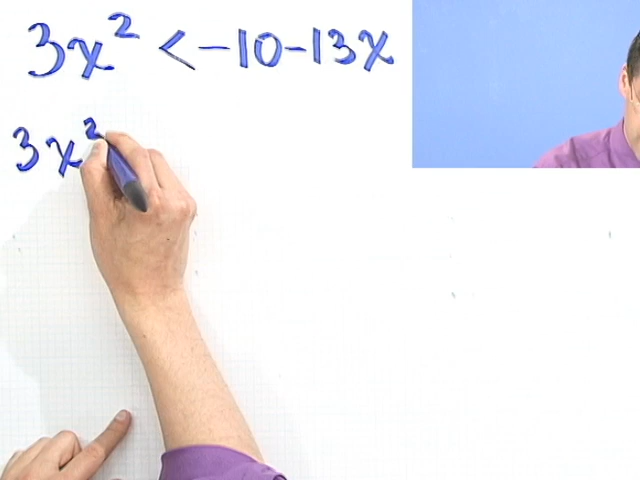 3x² < -10-13x
3x²